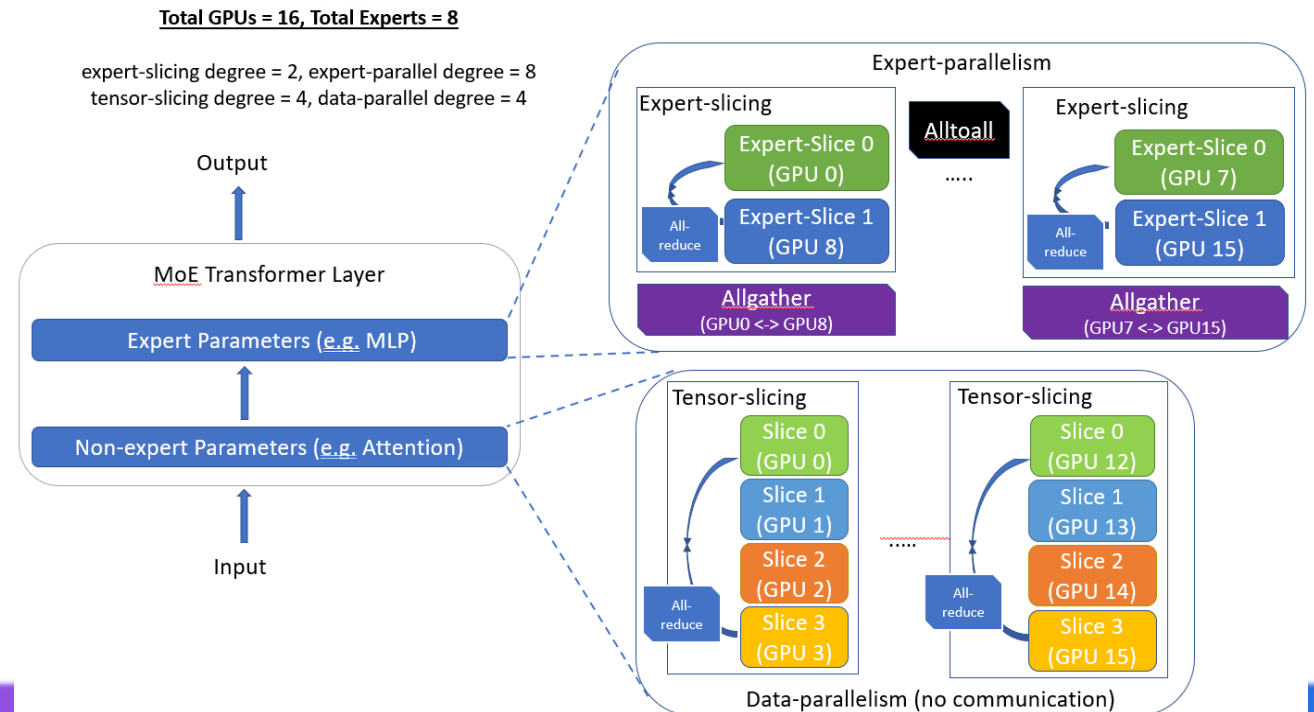 Total GPUs = 16, Total Experts = 8
expert-slicing degree = 2, expert-parallel degree = 8
tensor-slicing degree = 4, data-parallel degree = 4
Output
MoE Transformer Layer
Expert Parameters (e.g. MLP)
Non-expert Parameters (e.g. Attention)
Input
Expert-parallelism
Expert-slicing
Expert-Slice 0
(GPU 0)
Expert-Slice 1
(GPU 8)
All-
reduce
Allgather
(GPU0 <-> GPU8)
Alltoall
.....
Expert-slicing
Expert-Slice 0
(GPU 7)
Expert-Slice 1
(GPU 15)
All-
reduce
Allgather
(GPU7 <-> GPU15)
Tensor-slicing
Slice 0
(GPU 0)
Slice 1
(GPU 1)
Slice 2
(GPU 2)
Slice 3
(GPU 3)
All-
reduce
.....
Tensor-slicing
Slice 0
(GPU 12)
Slice 1
(GPU 13)
Slice 2
(GPU 14)
Slice 3
(GPU 15)
All-
reduce
Data-parallelism (no communication)